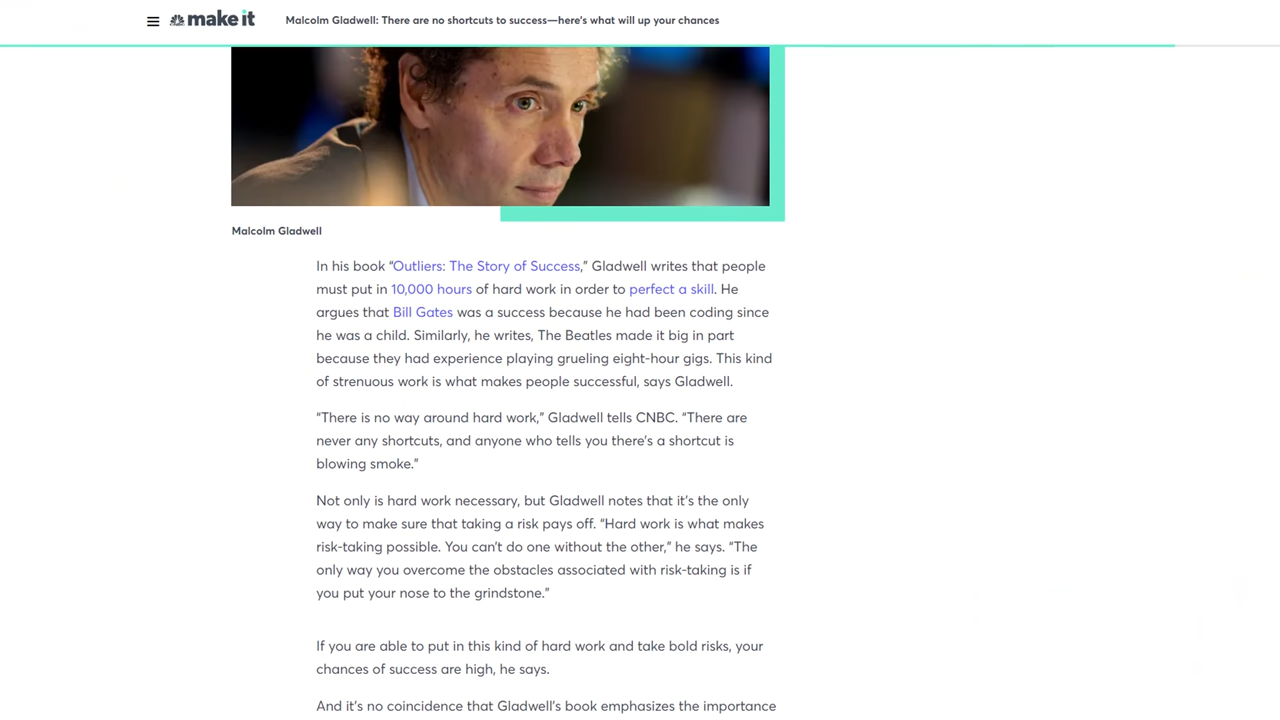 make it
Malcolm Gladwell: There are no shortcuts to success—here's what will up your chances
Malcolm Gladwell
In his book “Outliers: The Story of Success,” Gladwell writes that people
must put in 10,000 hours of hard work in order to perfect a skill. He
argues that Bill Gates was a success because he had been coding since
he was a child. Similarly, he writes, The Beatles made it big in part
because they had experience playing grueling eight-hour gigs. This kind
of strenuous work is what makes people successful, says Gladwell.
“There is no way around hard work,” Gladwell tells CNBC. “There are
never any shortcuts, and anyone who tells you there's a shortcut is
blowing smoke.”
Not only is hard work necessary, but Gladwell notes that it's the only
way to make sure that taking a risk pays off. “Hard work is what makes
risk-taking possible. You can't do one without the other,” he says. “The
only way you overcome the obstacles associated with risk-taking is if
you put your nose to the grindstone.”
If you are able to put in this kind of hard work and take bold risks, your
chances of success are high, he says.
And it's no coincidence that Gladwell's book emphasizes the importance